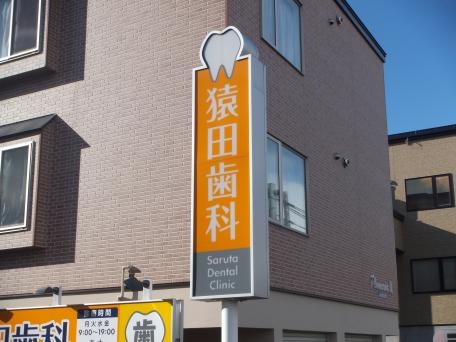 猿田歯科
Saruta
Dental
Clinic
田歯科
診療時間
月火水金
9:00~19:00
歯